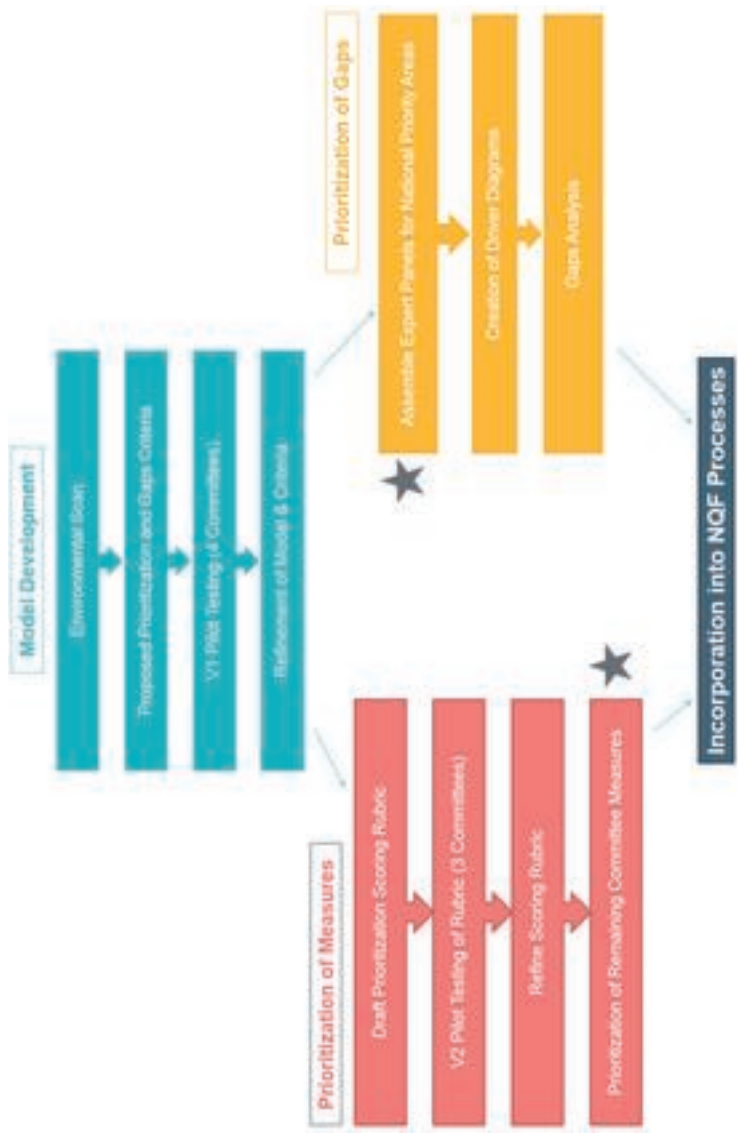 Model Development
Environmental Scan
Proposed Prioritization and Gaps Criteria
V1 Pilot Testing (4 Committees)
Refinement of Model & Criteria
Prioritization of Measures
Draft Prioritization Scoring Rubric
V2 Pilot Testing of Rubric (3 Committees)
Refine Scoring Rubric
Prioritization of Remaining Committee Measures
Prioritization of Gaps
Assemble Expert Panels for National Priority Areas
Creation of Driver Diagrams
Gaps Analysis
Incorporation into NQF Processes